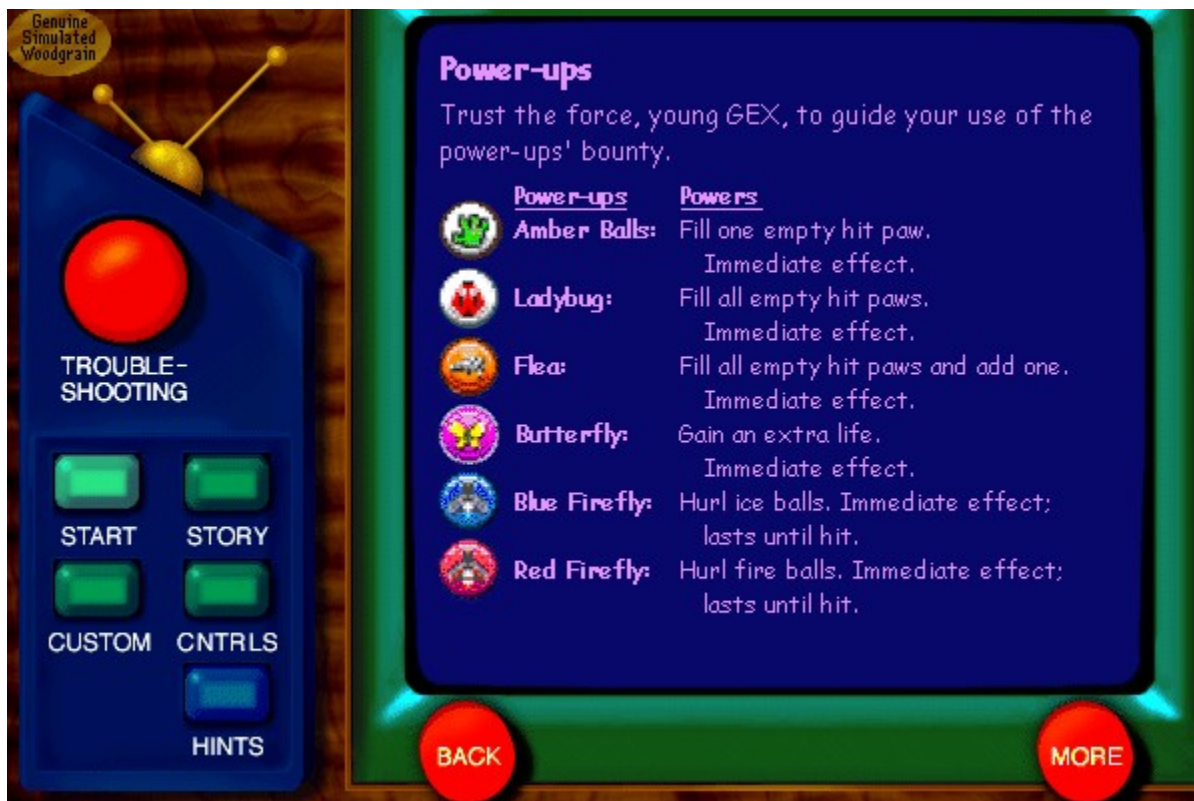 Genuine
Simulated
Woodgrain
TROUBLE-
SHOOTING
START STORY
CUSTOM CNTRLS
HINTS
Power-ups
Trust the force, young GEX, to guide your use of the
power-ups' bounty.
Power-ups Powers
Amber Balls: Fill one empty hit paw.
Immediate effect.
Ladybug: Fill all empty hit paws.
Immediate effect.
Flea: Fill all empty hit paws and add one.
Immediate effect.
Butterfly: Gain an extra life.
Immediate effect.
Blue Firefly: Hurl ice balls. Immediate effect;
lasts until hit.
Red Firefly: Hurl fire balls. Immediate effect;
lasts until hit.
BACK MORE